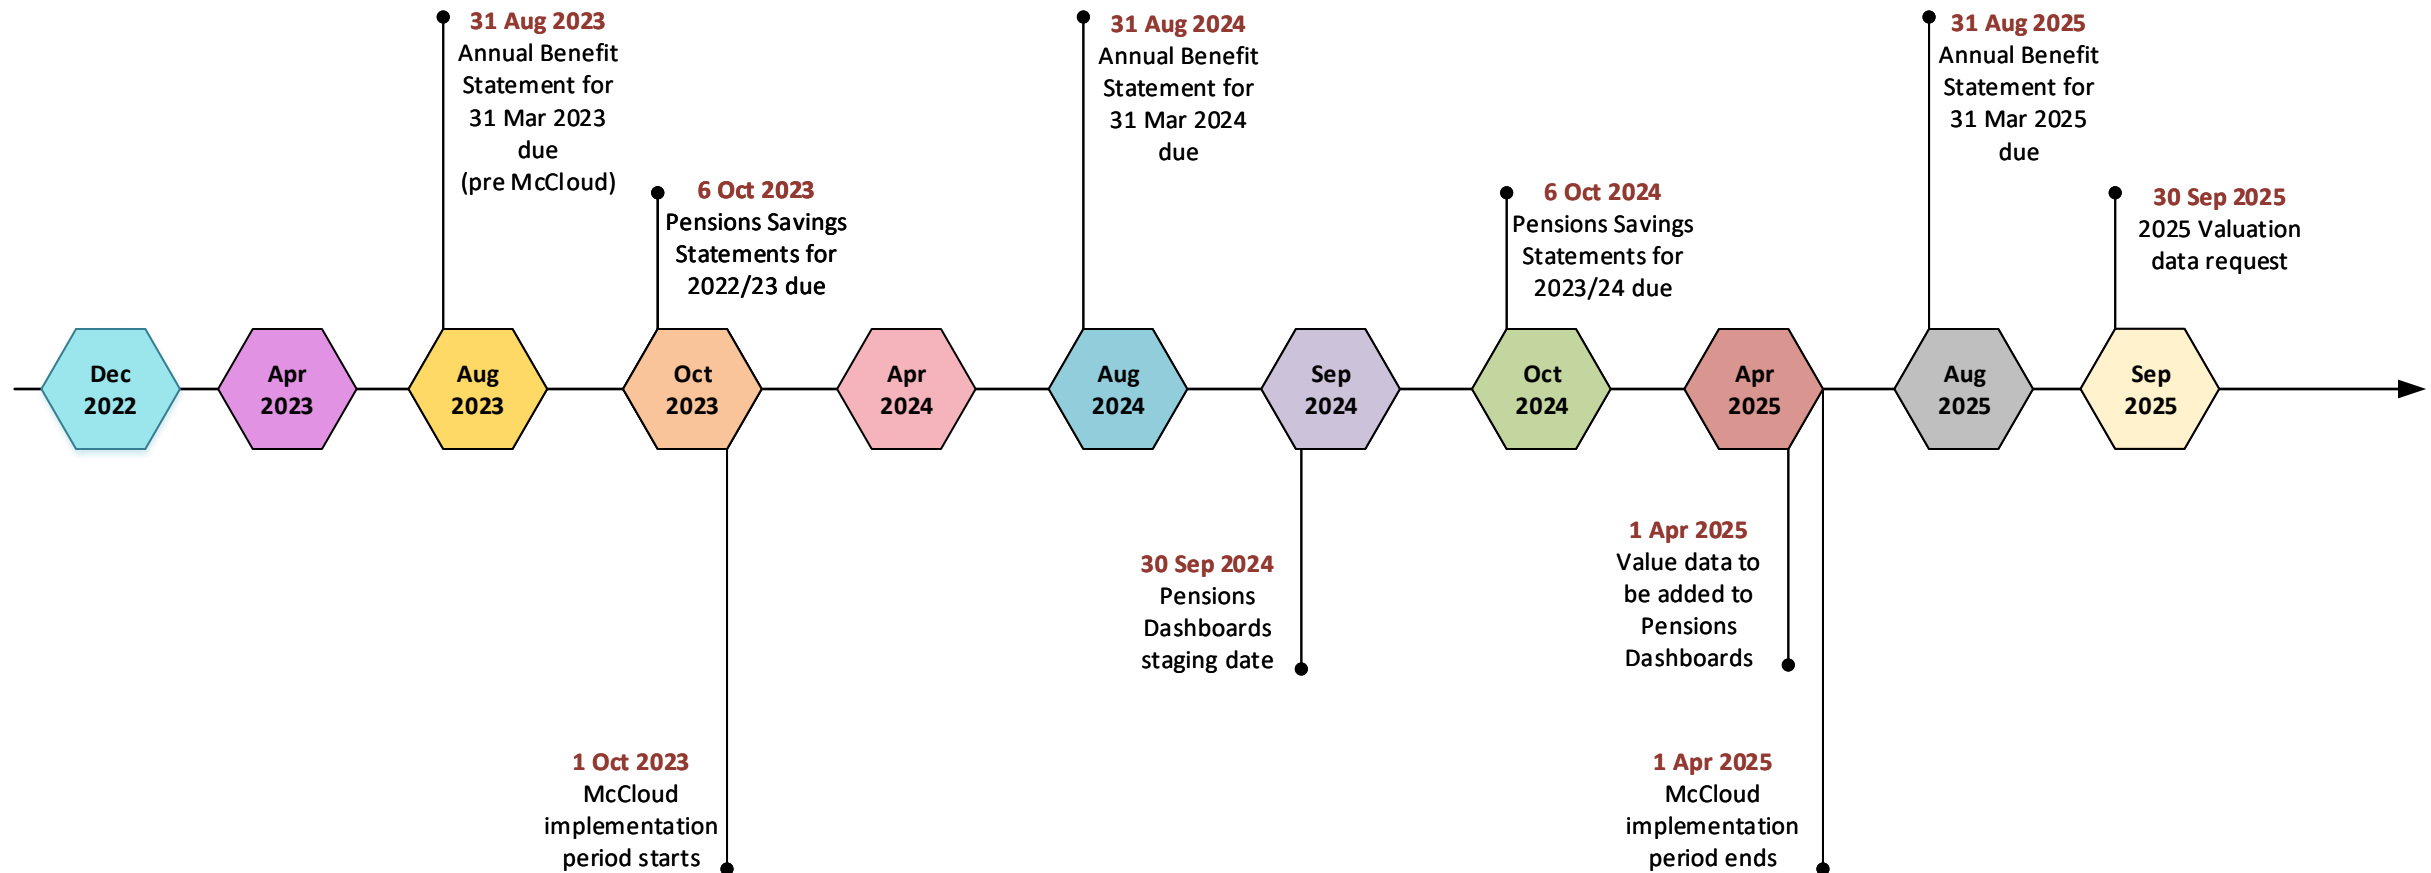 31 Aug 2023
Annual Benefit
Statement for
31 Mar 2023
due
(pre McCloud)
6 Oct 2023
Pensions Savings
Statements for
2022/23 due
31 Aug 2024
Annual Benefit
Statement for
31 Mar 2024
due
6 Oct 2024
Pensions Savings
Statements for
2023/24 due
31 Aug 2025
Annual Benefit
Statement for
31 Mar 2025
due
30 Sep 2025
2025 Valuation
data request
Dec
2022
Apr
2023
Aug
2023
Oct
2023
Apr
2024
Aug
2024
Sep
2024
Oct
2024
Apr
2025
Aug
2025
Sep
2025
1 Oct 2023
McCloud
implementation
period starts
30 Sep 2024
Pensions
Dashboards
staging date
1 Apr 2025
Value data to
be added to
Pensions
Dashboards
1 Apr 2025
McCloud
implementation
period ends